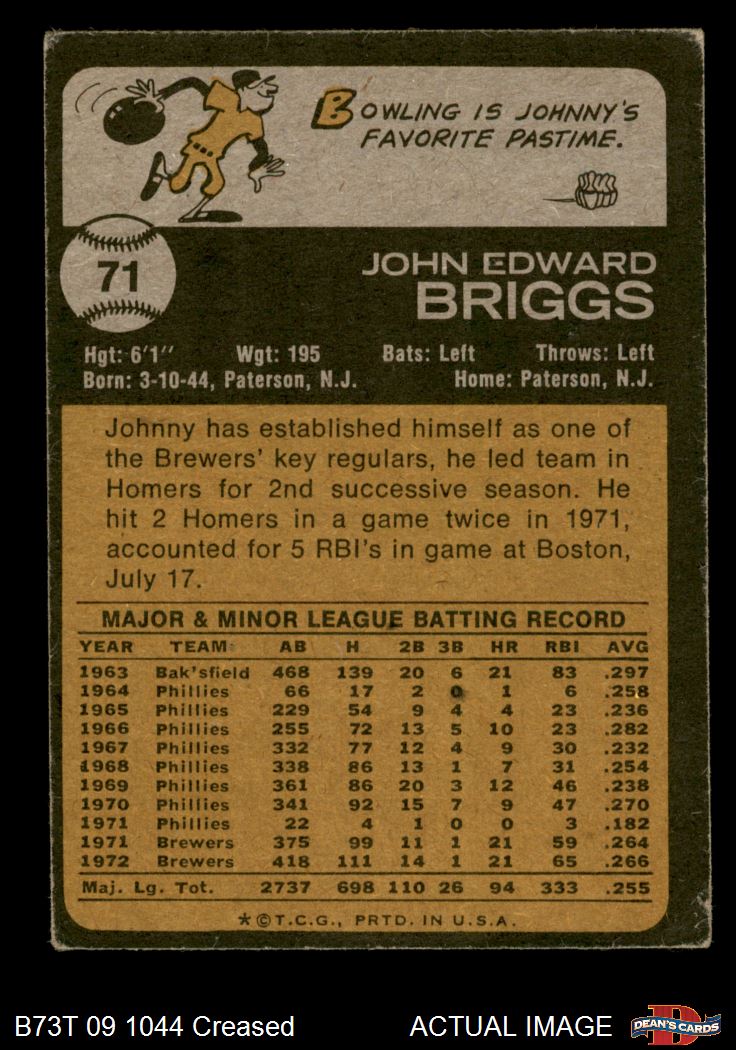 BOWLING IS JOHNNY'S
FAVORITE PASTIME.
71
JOHN EDWARD
BRIGGS
Hgt: 6'1" Wgt: 195 Bats: Left Throws: Left
Born: 3-10-44, Paterson, N.J. Home: Paterson, N.J.
Johnny has established himself as one of
the Brewers' key regulars, he led team in
Homers for 2nd successive season. He
hit 2 Homers in a game twice in 1971,
accounted for 5 RBI's in game at Boston,
July 17.
MAJOR & MINOR LEAGUE BATTING RECORD
YEAR TEAM AB H 2B 3B HR RBI AVG
1963 Bak'sfield 468 139 20 6 21 83 .297
1964 Phillies 66 17 2 0 1 6 .258
1965 Phillies 229 54 9 4 4 23 .236
1966 Phillies 255 72 13 5 10 23 .282
1967 Phillies 332 77 12 4 9 30 .232
1968 Phillies 338 86 13 1 7 31 .254
1969 Phillies 361 86 20 3 12 46 .238
1970 Phillies 341 92 15 7 9 47 .270
1971 Phillies 22 4 1 0 0 3 .182
1971 Brewers 375 99 11 1 21 59 .264
1972 Brewers 418 111 14 1 21 65 .266
Maj. Lg. Tot. 2737 698 110 26 94 333 .255
*©T.C.G., PRTD. IN U.S.A.
B73T 09 1044 Creased ACTUAL IMAGE
DEAN'S CARDS